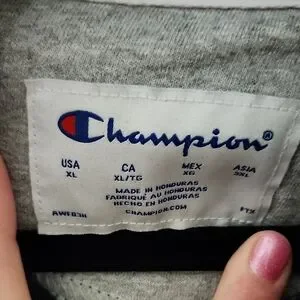 Champion®
USA CA MEX ASIA
XL XL/TG XG 2XL
MADE IN HONDURAS
FABRIQUÉ AU HONDURAS
HECHO EN HONDURAS
CHAMPION.COM